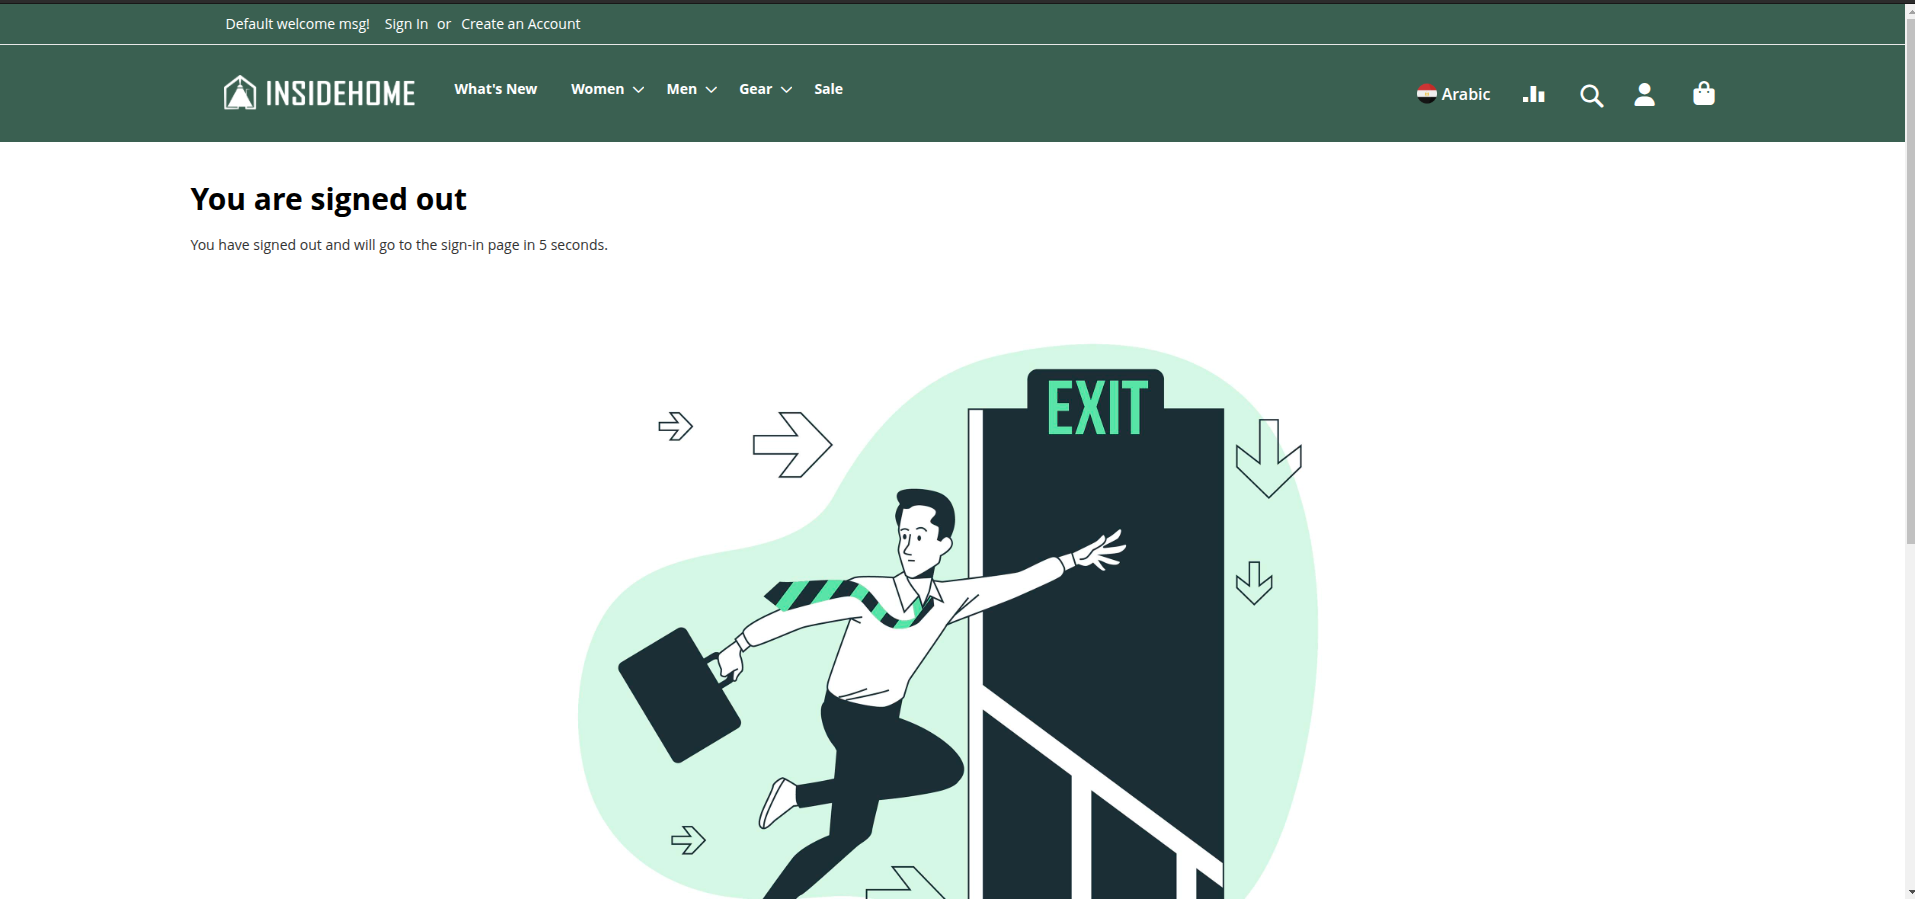 Default welcome msg! Sign In or Create an Account
INSIDEHOME What's New Women Men Gear Sale Arabic
You are signed out
You have signed out and will go to the sign-in page in 5 seconds.
EXIT